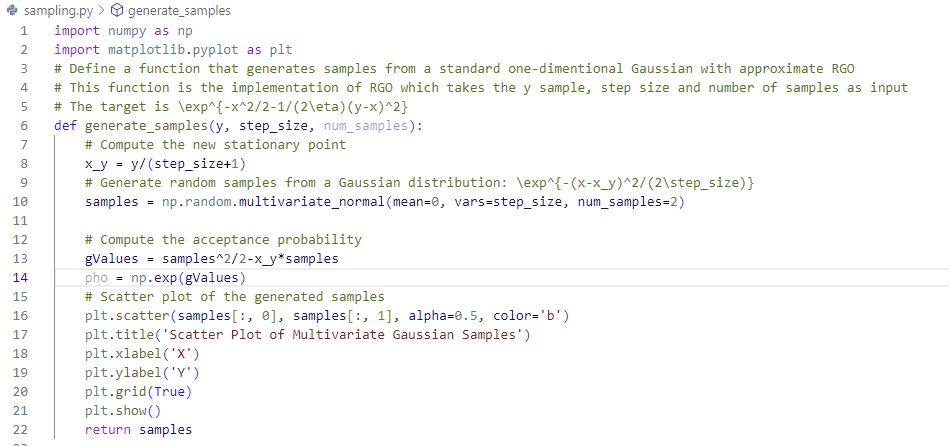 sampling.py > generate_samples
1 import numpy as np
2 import matplotlib.pyplot as plt
3 # Define a function that generates samples from a standard one-dimentional Gaussian with approximate RGO
4 # This function is the implementation of RGO which takes the y sample, step size and number of samples as input
5 # The target is \exp^{-x^2/2-1/(2\eta)(y-x)^2}
6 def generate_samples(y, step_size, num_samples):
7     # Compute the new stationary point
8     x_y = y/(step_size+1)
9     # Generate random samples from a Gaussian distribution: \exp^{-(x-x_y)^2/(2\step_size)}
10     samples = np.random.multivariate_normal(mean=0, vars=step_size, num_samples=2)
11
12     # Compute the acceptance probability
13     gValues = samples^2/2-x_y*samples
14     pho = np.exp(gValues)
15     # Scatter plot of the generated samples
16     plt.scatter(samples[:, 0], samples[:, 1], alpha=0.5, color='b')
17     plt.title('Scatter Plot of Multivariate Gaussian Samples')
18     plt.xlabel('X')
19     plt.ylabel('Y')
20     plt.grid(True)
21     plt.show()
22     return samples